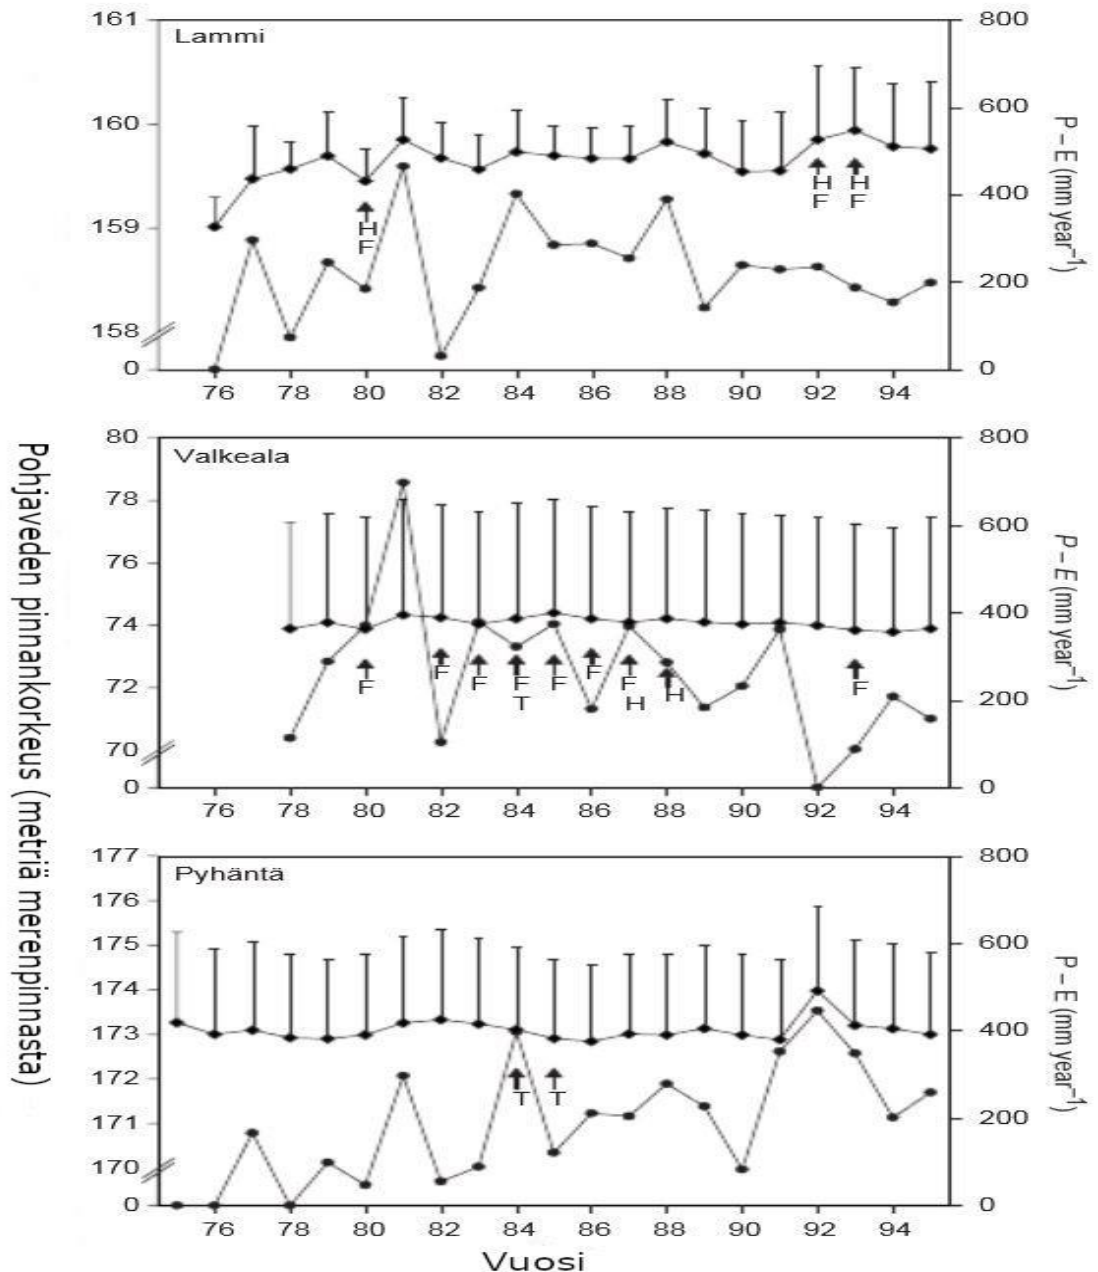 Pohjaveden pinnankorkeus (metriä merenpinnasta)
Lammi
161
160
159
158
0
800
600
400
200
0
P – E (mm year⁻¹)
H
F
H
F
H
F
76 78 80 82 84 86 88 90 92 94
Valkeala
80
78
76
74
72
70
0
800
600
400
200
0
P – E (mm year⁻¹)
F
F
F
F
T
F
F
F
H
H
F
76 78 80 82 84 86 88 90 92 94
Pyhäntä
177
176
175
174
173
172
171
170
0
800
600
400
200
0
P – E (mm year⁻¹)
T
T
76 78 80 82 84 86 88 90 92 94
Vuosi